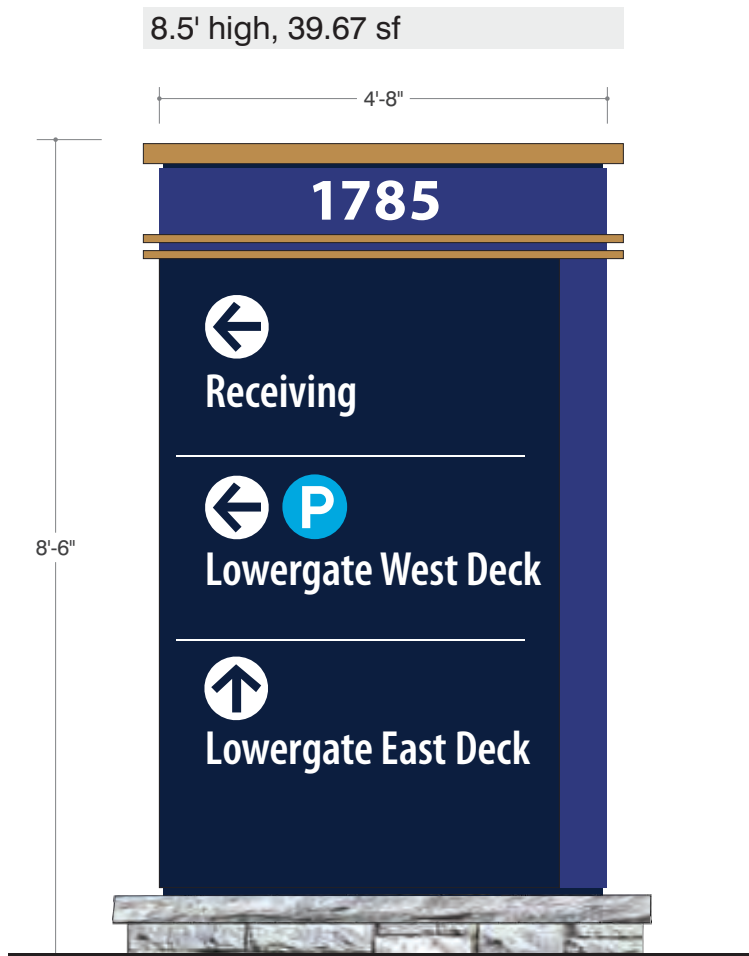 8.5' high, 39.67 sf
4'-8"
1785
Receiving
8'-6"
P
Lowergate West Deck
Lowergate East Deck